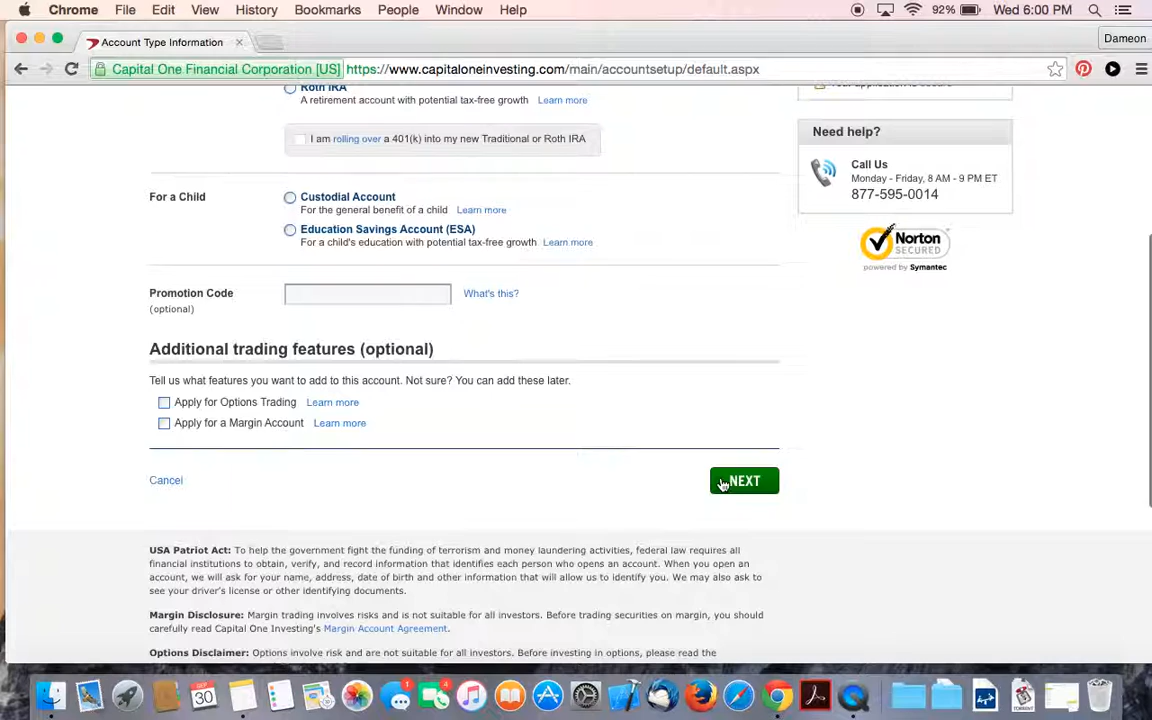 Chrome File Edit View History Bookmarks People Window Help 92% Wed 6:00 PM
Account Type Information Dameon
Capital One Financial Corporation [US] https://www.capitaloneinvesting.com/main/accountsetup/default.aspx
Roth IRA
A retirement account with potential tax-free growth Learn more
I am rolling over a 401(k) into my new Traditional or Roth IRA
For a Child
Custodial Account
For the general benefit of a child Learn more
Education Savings Account (ESA)
For a child's education with potential tax-free growth Learn more
Promotion Code
(optional)
What's this?
Additional trading features (optional)
Tell us what features you want to add to this account. Not sure? You can add these later.
Apply for Options Trading Learn more
Apply for a Margin Account Learn more
Cancel
NEXT
Your application is secure
Need help?
Call Us
Monday - Friday, 8 AM - 9 PM ET
877-595-0014
Norton
SECURED
powered by Symantec
USA Patriot Act: To help the government fight the funding of terrorism and money laundering activities, federal law requires all
financial institutions to obtain, verify, and record information that identifies each person who opens an account. When you open an
account, we will ask for your name, address, date of birth and other information that will allow us to identify you. We may also ask to
see your driver's license or other identifying documents.
Margin Disclosure: Margin trading involves risks and is not suitable for all investors. Before trading securities on margin, you should
carefully read Capital One Investing's Margin Account Agreement.
Options Disclaimer: Options involve risk and are not suitable for all investors. Before investing in options, please read the
SEP
30
1
4